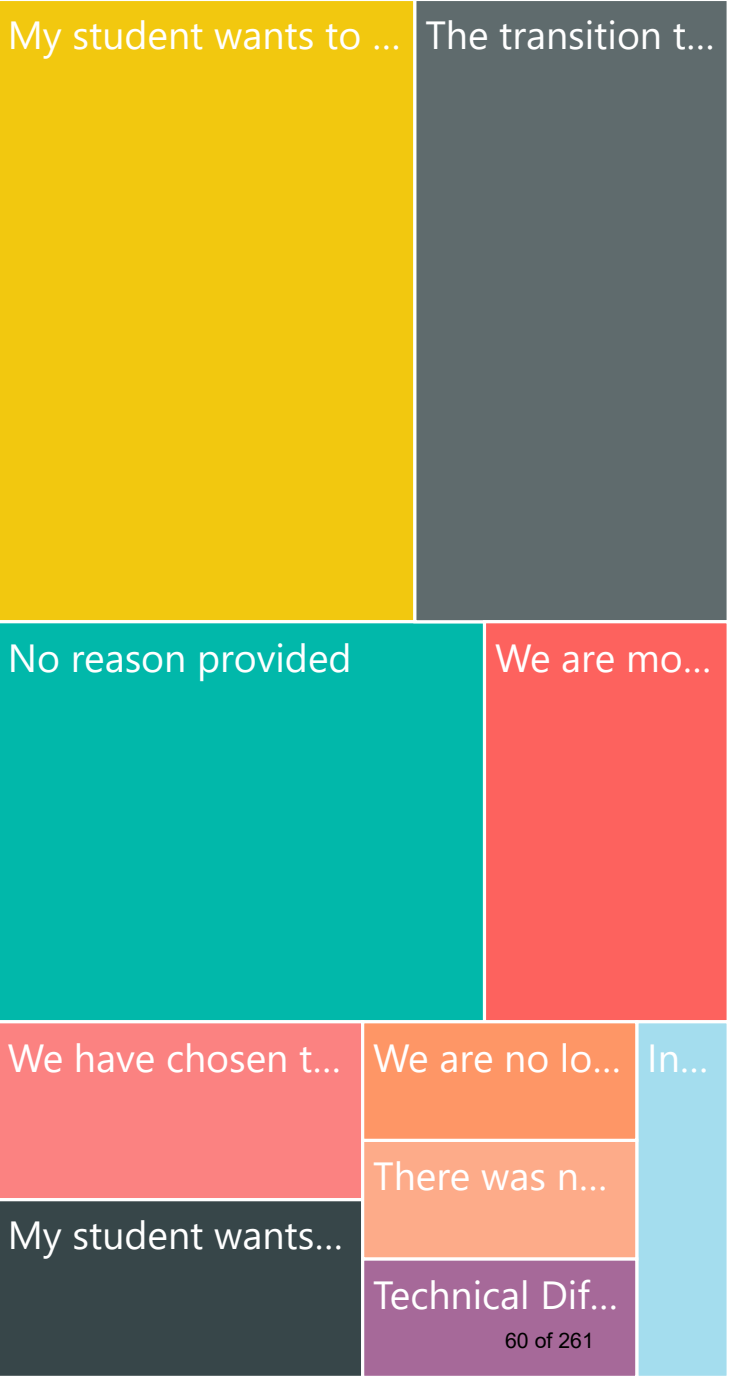 My student wants to ...
The transition t...
No reason provided
We are mo...
We have chosen t...
We are no lo...
In...
There was n...
My student wants...
Technical Dif...
60 of 261